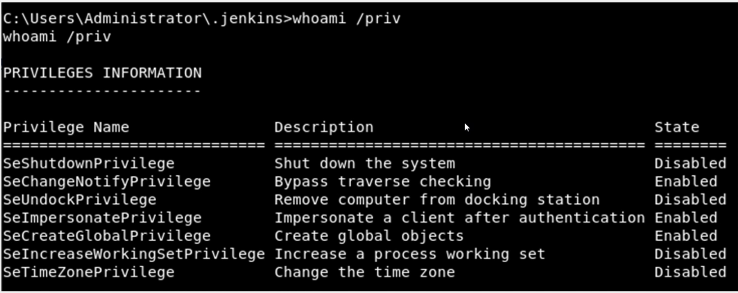 C:\Users\Administrator\.jenkins>whoami /priv
whoami /priv
PRIVILEGES INFORMATION
----------------------
Privilege Name                Description                               State
============================= ========================================= ========
SeShutdownPrivilege           Shut down the system                      Disabled
SeChangeNotifyPrivilege       Bypass traverse checking                  Enabled
SeUndockPrivilege             Remove computer from docking station      Disabled
SeImpersonatePrivilege        Impersonate a client after authentication Enabled
SeCreateGlobalPrivilege       Create global objects                     Enabled
SeIncreaseWorkingSetPrivilege Increase a process working set            Disabled
SeTimeZonePrivilege           Change the time zone                      Disabled